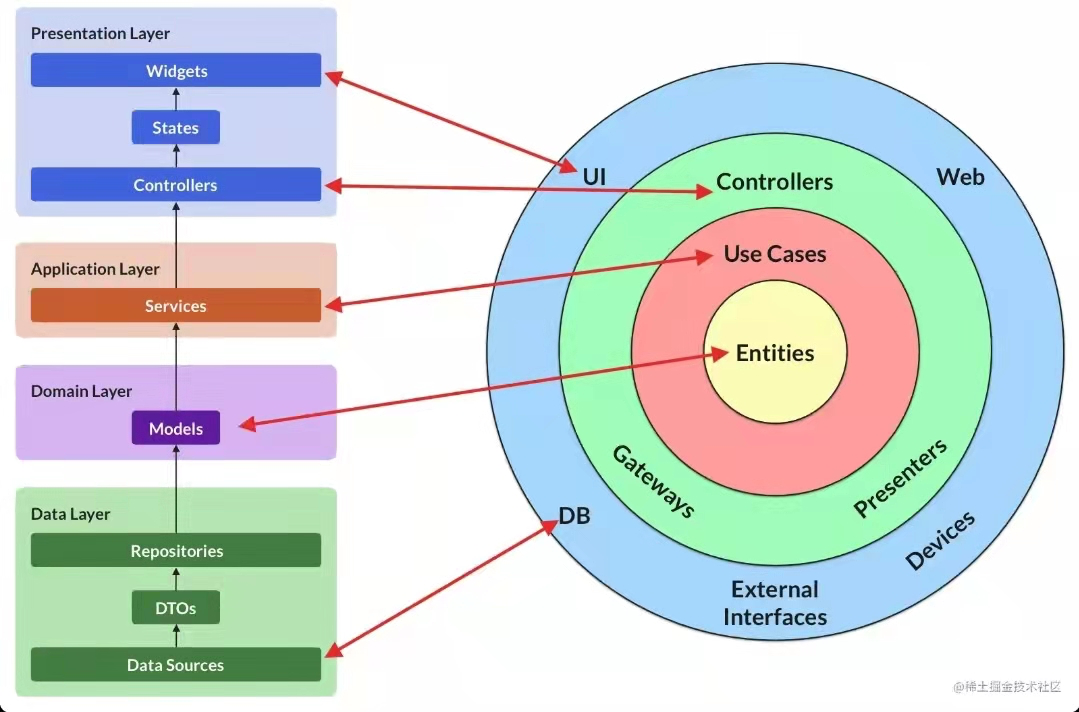 Presentation Layer
Widgets
States
Controllers
Application Layer
Services
Domain Layer
Models
Data Layer
Repositories
DTOs
Data Sources
UI
Controllers
Web
Use Cases
Entities
Gateways
Presenters
DB
Devices
External
Interfaces
@稀土掘金技术社区